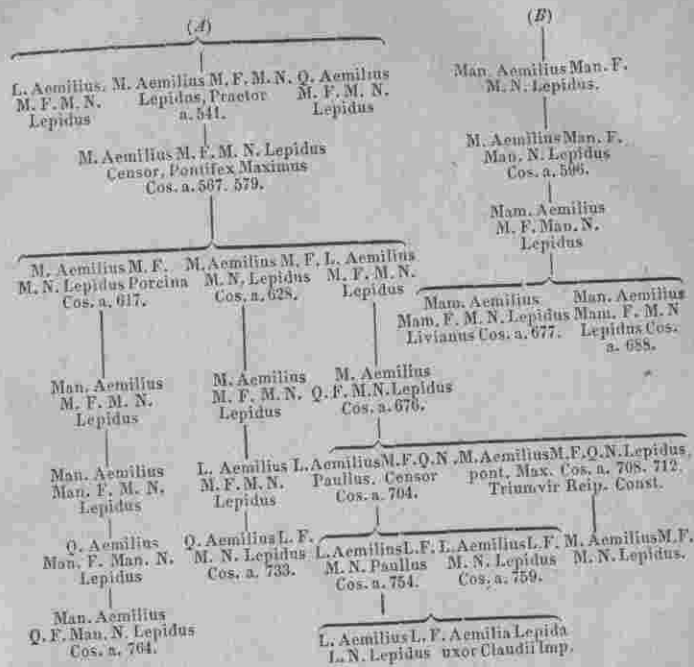 (A)
L. Aemilius.
M. F. M. N.
Lepidus
M. Aemilius M. F. M. N.
Lepidus, Praetor
a. 541.
Q. Aemilius
M. F. M. N.
Lepidus
M. Aemilius M. F. M. N. Lepidus
Censor, Pontifex Maximus
Cos. a. 567. 579.
M. Aemilius M. F.
M. N. Lepidus Porcina
Cos. a. 617.
M. Aemilius M. F.
M. N. Lepidus
Cos. a. 628.
L. Aemilius
M. F. M. N.
Lepidus
Man. Aemilius
M. F. M. N.
Lepidus
M. Aemilius
M. F. M. N.
Lepidus
M. Aemilius
Q. F. M. N. Lepidus
Cos. a. 676.
Man. Aemilius
Man. F. M. N.
Lepidus
L. Aemilius
M. F. M. N.
Lepidus
L. Aemilius M. F. Q. N.
Paullus. Censor
Cos. a. 704.
M. Aemilius M. F. Q. N. Lepidus,
pont. Max. Cos. a. 708. 712.
Triumvir Reip. Const.
Q. Aemilius
Man. F. Man. N.
Lepidus
Q. Aemilius L. F.
M. N. Lepidus
Cos. a. 733.
L. Aemilius L. F.
M. N. Paullus
Cos. a. 754.
L. Aemilius L. F.
M. N. Lepidus
Cos. a. 759.
M. Aemilius M. F.
M. N. Lepidus.
Man. Aemilius
Q. F. Man. N. Lepidus
Cos. a. 764.
L. Aemilius L. F.
L. N. Lepidus
Aemilia Lepida
uxor Claudii Imp.
(B)
Man. Aemilius Man. F.
M. N. Lepidus.
M. Aemilius Man. F.
Man. N. Lepidus
Cos. a. 596.
Mam. Aemilius
M. F. Man. N.
Lepidus
Mam. Aemilius
Mam. F. M. N. Lepidus
Livianus Cos. a. 677.
Man. Aemilius
Mam. F. M. N
Lepidus Cos.
a. 688.